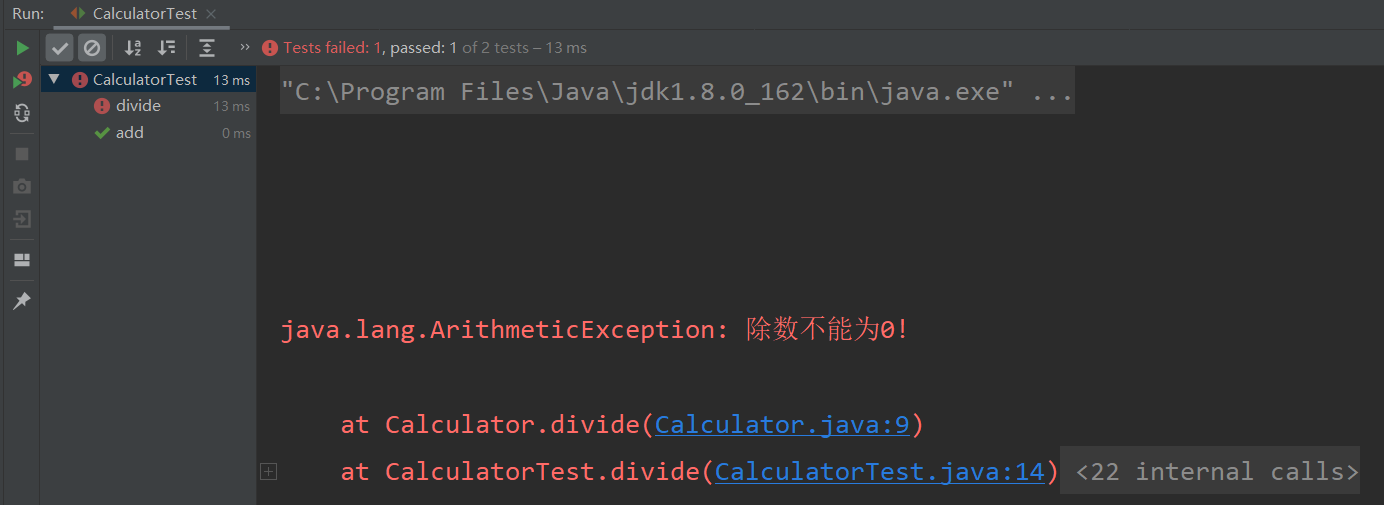 Run: CalculatorTest
Tests failed: 1, passed: 1 of 2 tests – 13 ms
CalculatorTest 13 ms
divide 13 ms
add 0 ms
"C:\Program Files\Java\jdk1.8.0_162\bin\java.exe" ...
java.lang.ArithmeticException: 除数不能为0!
at Calculator.divide(Calculator.java:9)
at CalculatorTest.divide(CalculatorTest.java:14) <22 internal calls>